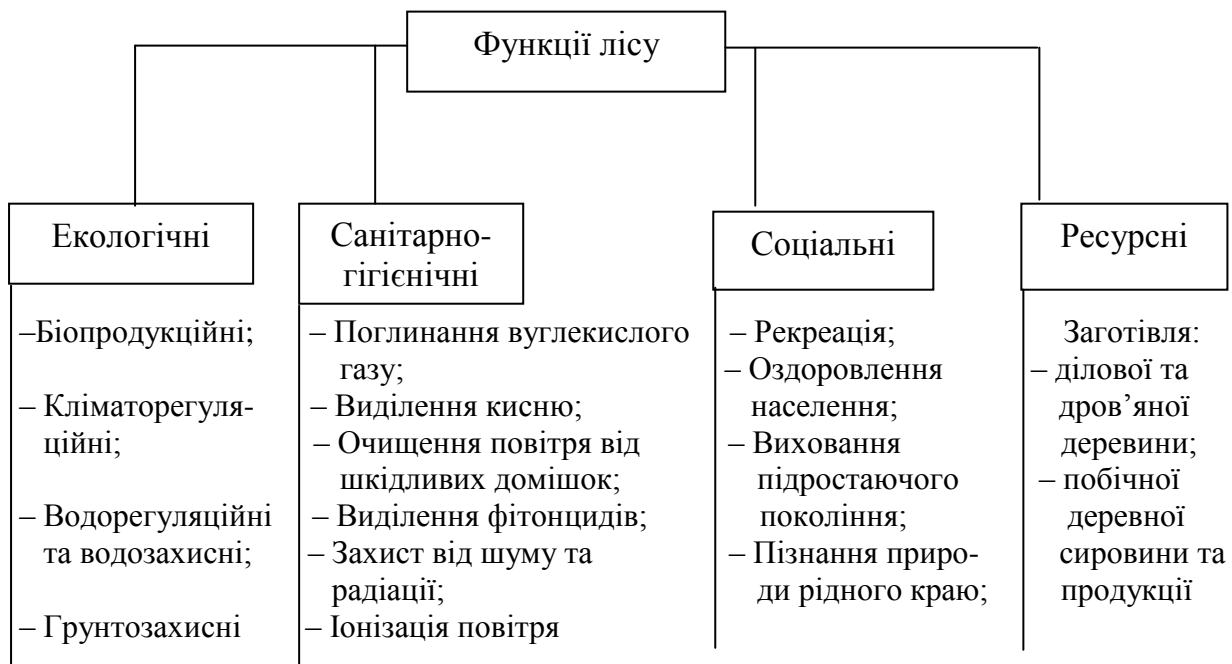 Функції лісу
Екологічні
–Біопродукційні;
– Кліматорегуля-
ційні;
– Водорегуляційні
та водозахисні;
– Грунтозахисні
Санітарно-
гігієнічні
– Поглинання вуглекислого
газу;
– Виділення кисню;
– Очищення повітря від
шкідливих домішок;
– Виділення фітонцидів;
– Захист від шуму та
радіації;
– Іонізація повітря
Соціальні
– Рекреація;
– Оздоровлення
населення;
– Виховання
підростаючого
покоління;
– Пізнання приро-
ди рідного краю;
Ресурсні
Заготівля:
– ділової та
дров’яної
деревини;
– побічної
деревної
сировини та
продукції